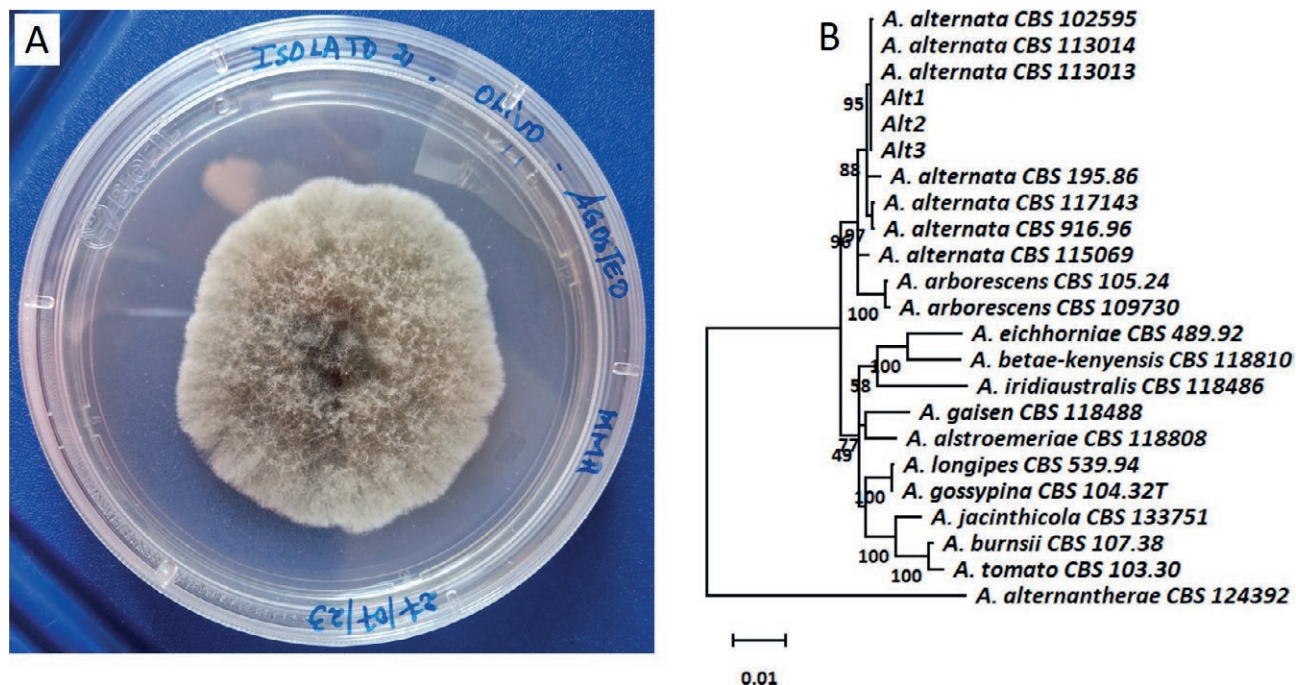 A
ISOLATO
- OLIVO - AGOSTEO
MMA
27/07/23
B
A. alternata CBS 102595
A. alternata CBS 113014
A. alternata CBS 113013
95
Alt1
Alt2
Alt3
88
A. alternata CBS 195.86
A. alternata CBS 117143
97
A. alternata CBS 916.96
96
A. alternata CBS 115069
A. arborescens CBS 105.24
100
A. arborescens CBS 109730
A. eichhorniae CBS 489.92
100
A. betae-kenyensis CBS 118810
58
A. iridiaustralis CBS 118486
A. gaisen CBS 118488
77
A. alstroemeriae CBS 118808
49
A. longipes CBS 539.94
100
A. gossypina CBS 104.32T
A. jacinthicola CBS 133751
100
A. burnsii CBS 107.38
100
A. tomato CBS 103.30
A. alternantherae CBS 124392
0.01